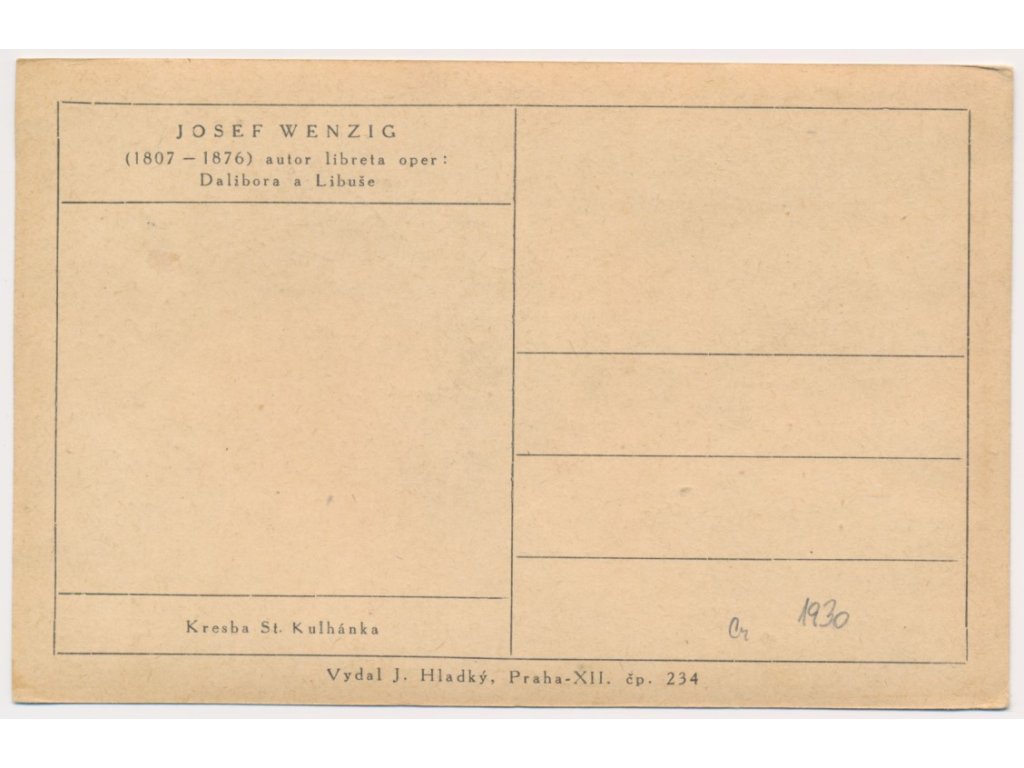 JOSEF WENZIG
(1807 – 1876) autor libreta oper:
Dalibora a Libuše
Kresba St. Kulhánka
Cr 1930
Vydal J. Hladký, Praha-XII. čp. 234